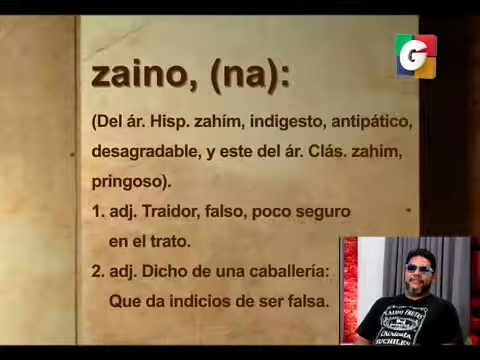 zaino, (na):
G
(Del ár. Hisp. zahím, indigesto, antipático,
desagradable, y este del ár. Clás. zahim,
pringoso).
1. adj. Traidor, falso, poco seguro
en el trato.
2. adj. Dicho de una caballería:
Que da indicios de ser falsa.